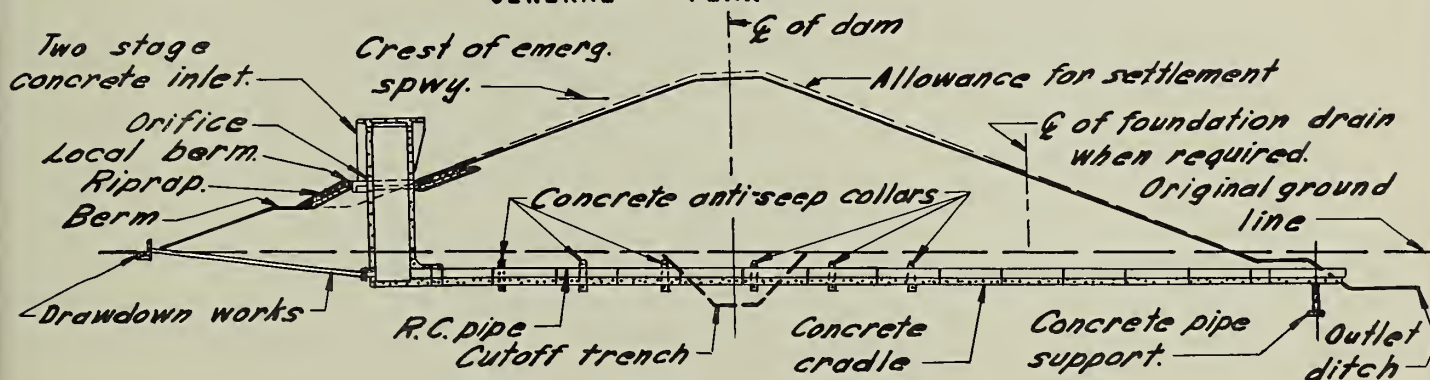 ℄ of dam
Two stage
concrete inlet.
Crest of emerg.
spwy.
Allowance for settlement
Orifice
Local berm.
Riprap.
Berm
℄ of foundation drain
when required.
Original ground
line
Concrete anti-seep collars
Drawdown works
R.C. pipe
Cutoff trench
Concrete
cradle
Concrete pipe
support.
Outlet
ditch